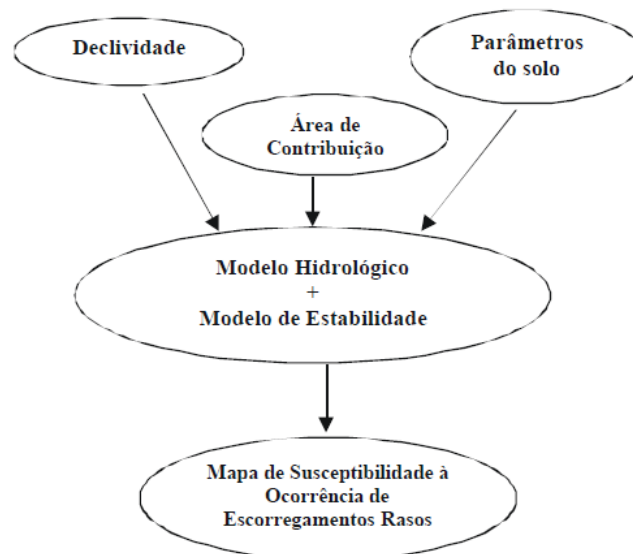 Declividade
Parâmetros
do solo
Área de
Contribuição
Modelo Hidrológico
+
Modelo de Estabilidade
Mapa de Susceptibilidade à
Ocorrência de
Escorregamentos Rasos